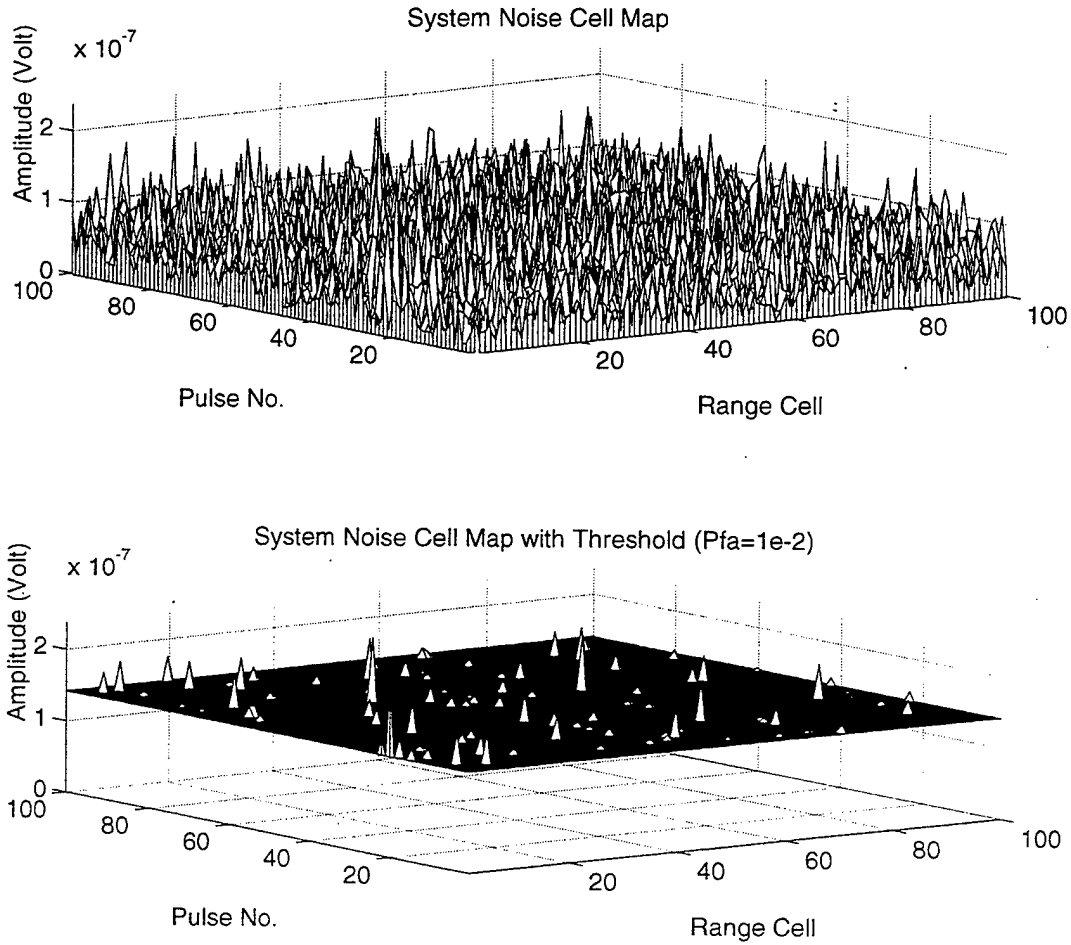 System Noise Cell Map
x 10-7
Amplitude (Volt)
2
1
0
100
80
60
40
20
20
40
60
80
100
Pulse No.
Range Cell
System Noise Cell Map with Threshold (Pfa=1e-2)
x 10-7
Amplitude (Volt)
2
1
0
100
80
60
40
20
20
40
60
80
100
Pulse No.
Range Cell